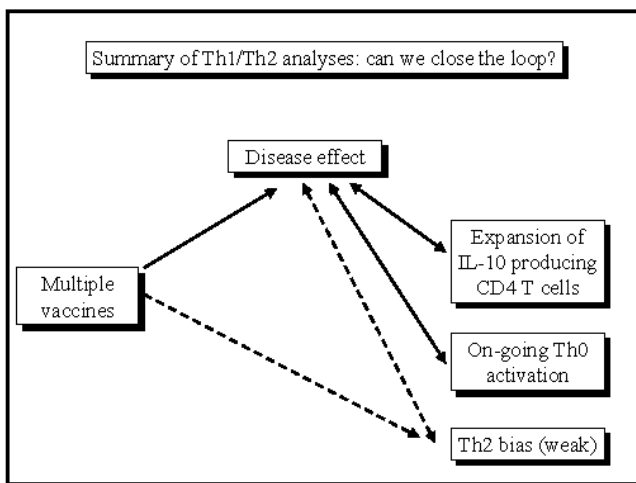 Summary of Th1/Th2 analyses: can we close the loop?
Disease effect
Expansion of
IL-10 producing
CD4 T cells
Multiple
vaccines
On-going Th0
activation
Th2 bias (weak)